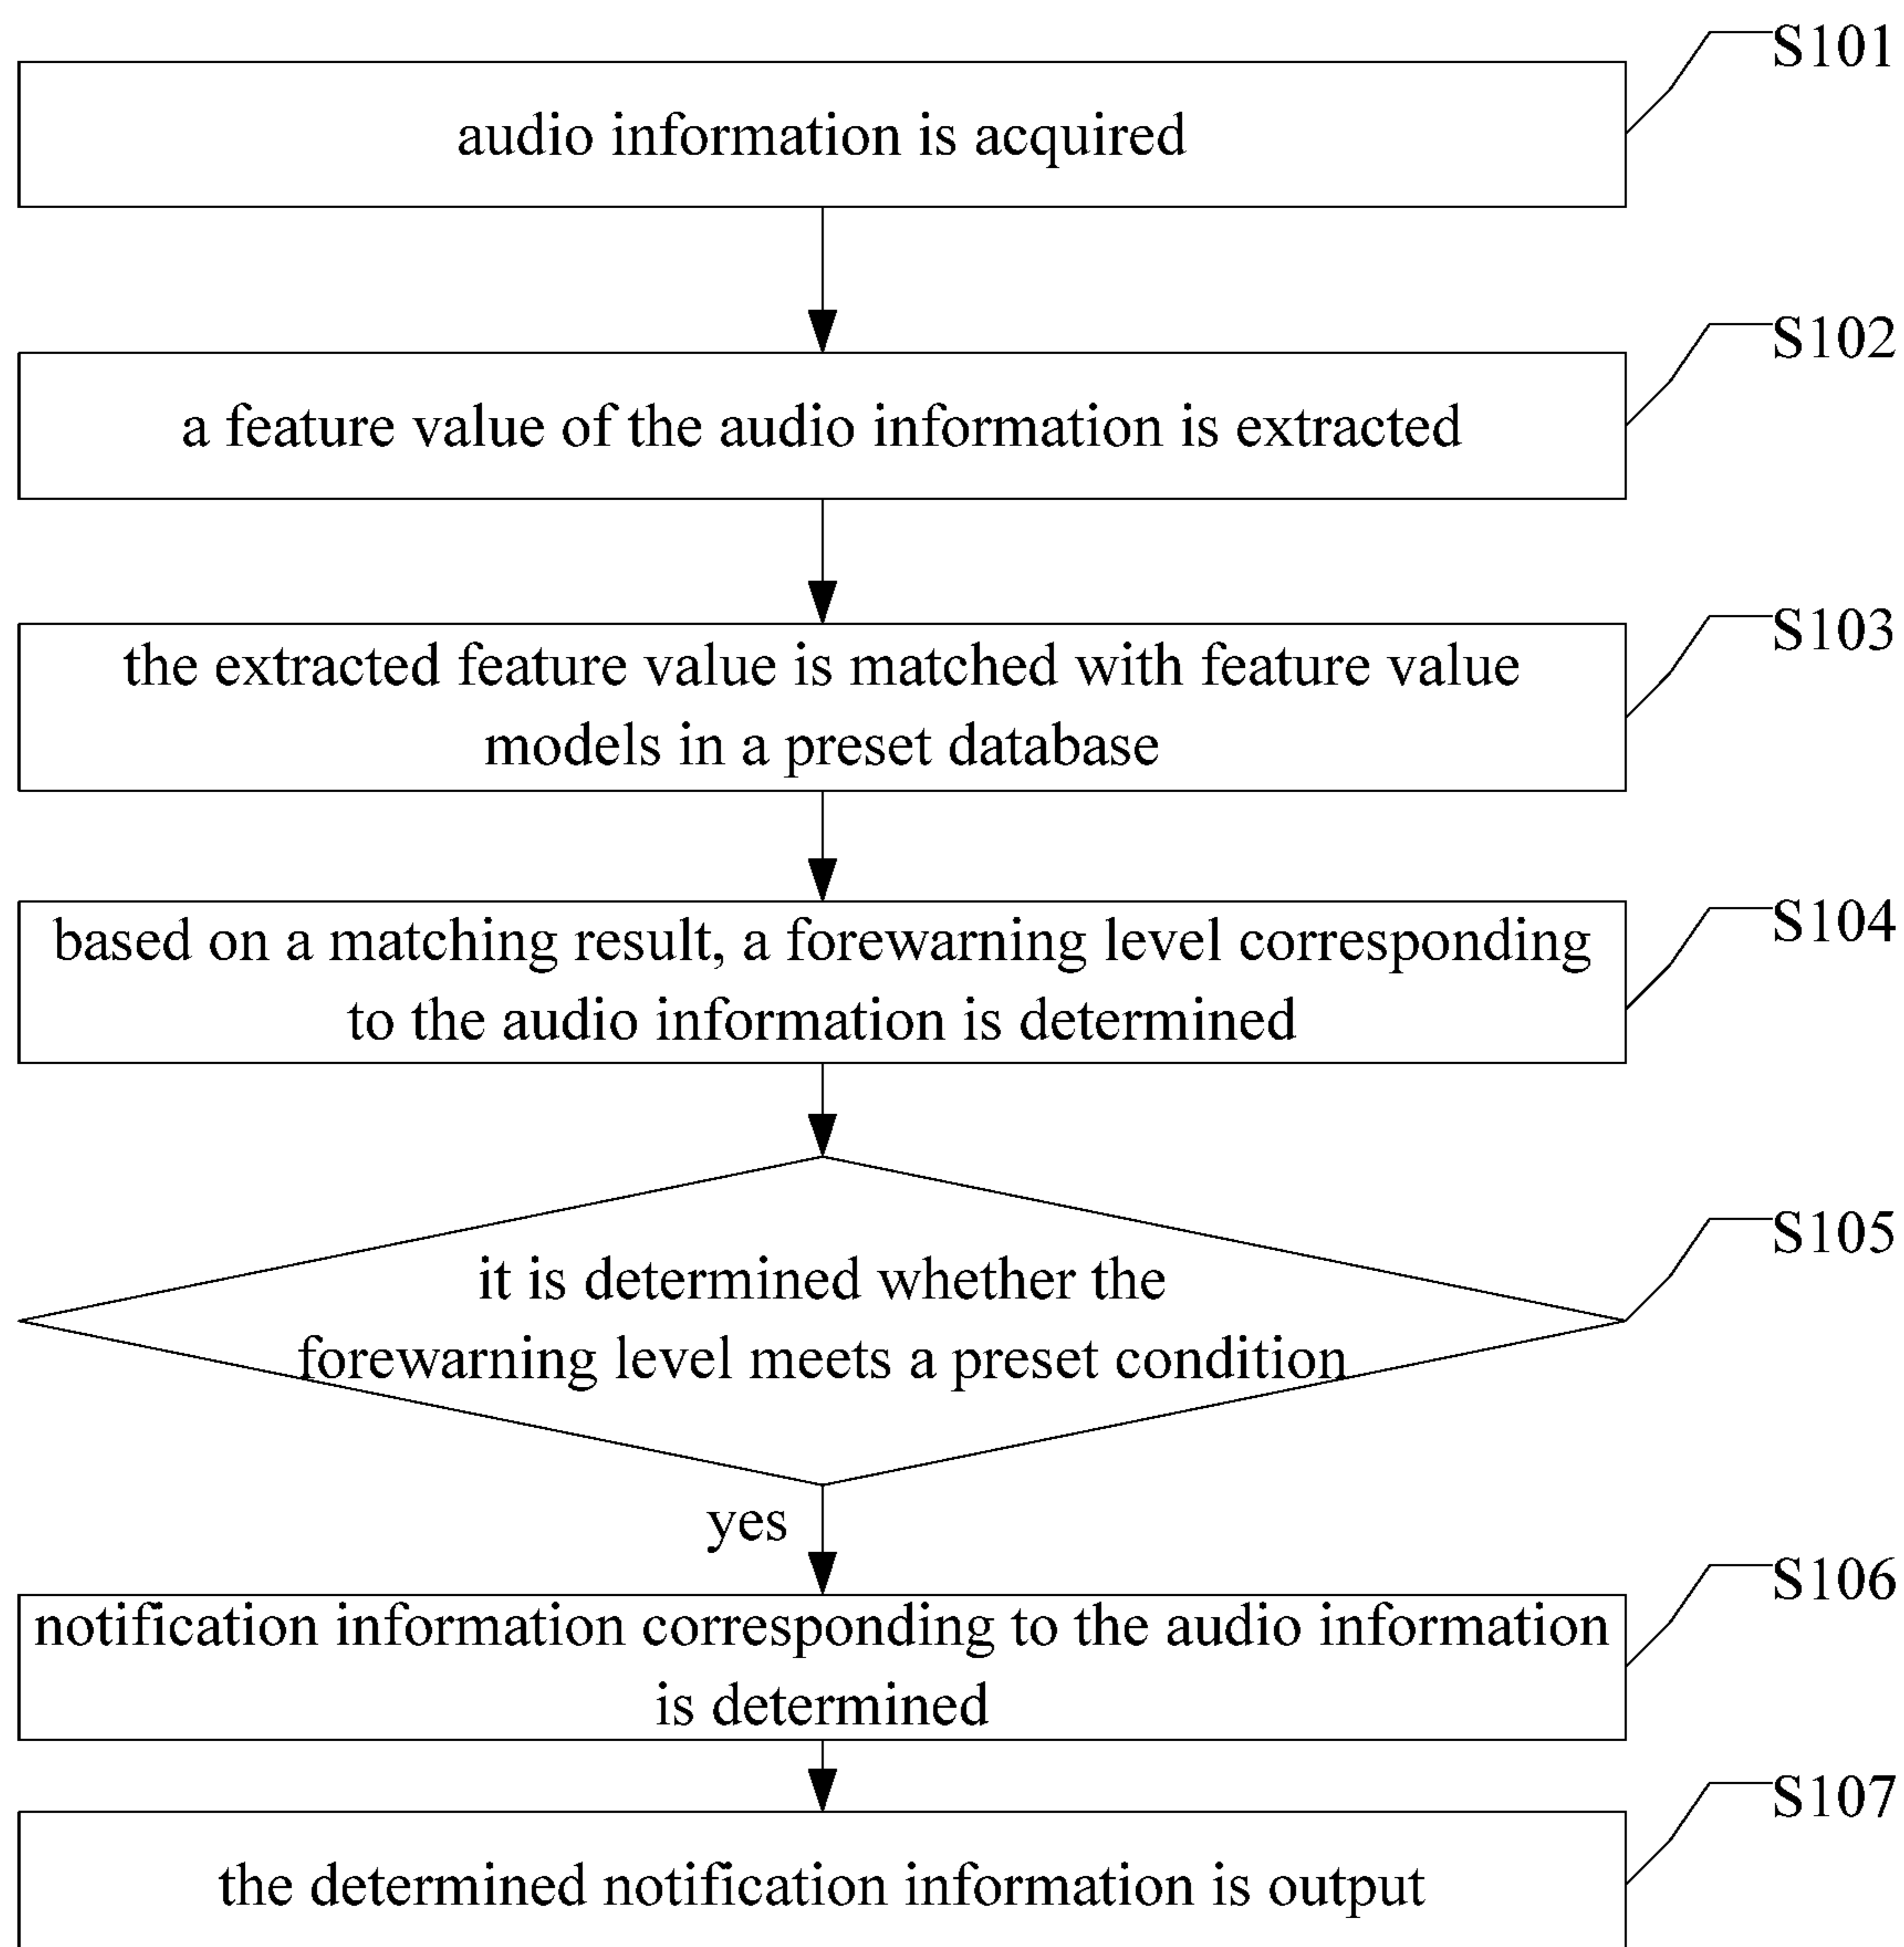 S101
audio information is acquired
S102
a feature value of the audio information is extracted
S103
the extracted feature value is matched with feature value
models in a preset database
S104
based on a matching result, a forewarning level corresponding
to the audio information is determined
S105
it is determined whether the
forewarning level meets a preset condition
yes
S106
notification information corresponding to the audio information
is determined
S107
the determined notification information is output